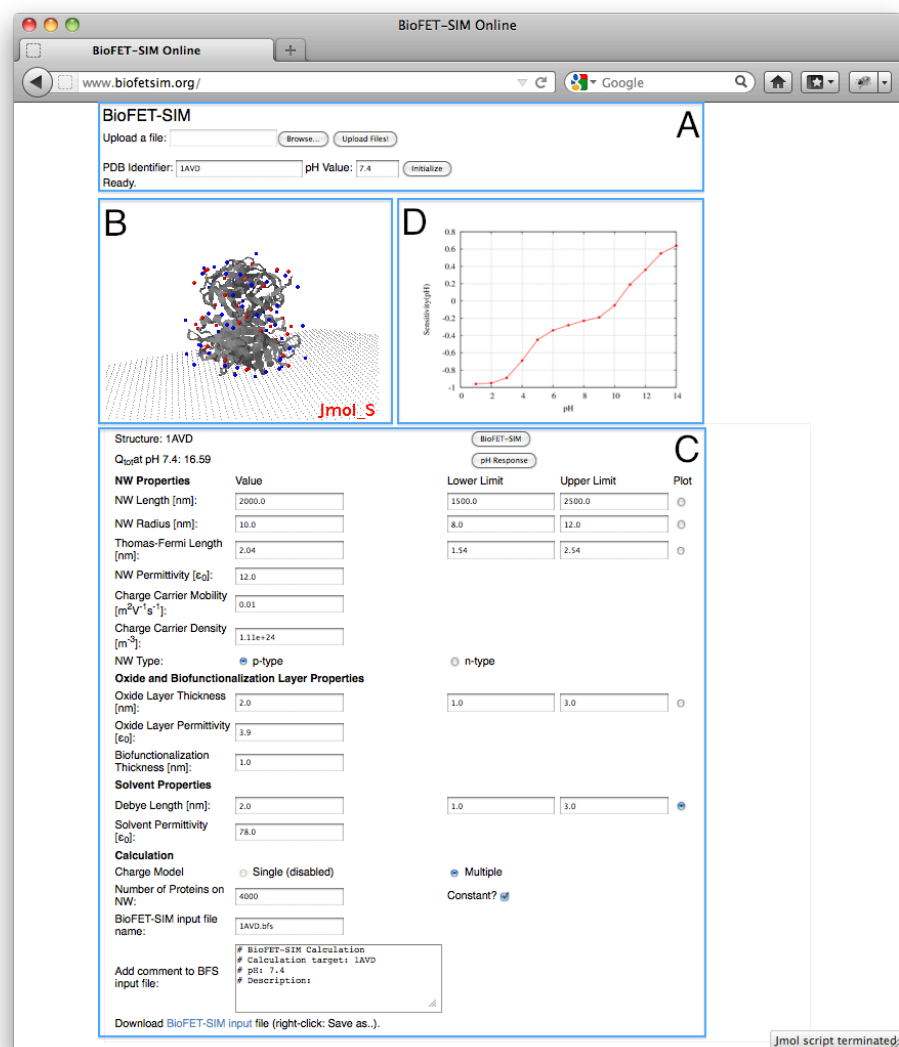 BioFET-SIM Online
BioFET-SIM Online
www.biofetsim.org/
Google
BioFET-SIM
A
Upload a file:
Browse...
Upload Files!
PDB Identifier: 1AVD pH Value: 7.4 Initialize
Ready.
B
Jmol_S
D
0.8
0.6
0.4
0.2
0
-0.2
-0.4
-0.6
-0.8
-1
Sensitivity(pH)
0 2 4 6 8 10 12 14
pH
C
Structure: 1AVD BioFET-SIM
Qtotat pH 7.4: 16.59 pH Response
NW Properties Value Lower Limit Upper Limit Plot
NW Length [nm]: 2000.0 1500.0 2500.0
NW Radius [nm]: 10.0 8.0 12.0
Thomas-Fermi Length
[nm]: 2.04 1.54 2.54
NW Permittivity [ε0]: 12.0
Charge Carrier Mobility
[m2V-1s-1]: 0.01
Charge Carrier Density
[m-3]: 1.11e+24
NW Type: p-type n-type
Oxide and Biofunctionalization Layer Properties
Oxide Layer Thickness
[nm]: 2.0 1.0 3.0
Oxide Layer Permittivity
[ε0]: 3.9
Biofunctionalization
Thickness [nm]: 1.0
Solvent Properties
Debye Length [nm]: 2.0 1.0 3.0
Solvent Permittivity
[ε0]: 78.0
Calculation
Charge Model Single (disabled) Multiple
Number of Proteins on
NW: 4000 Constant?
BioFET-SIM input file
name: 1AVD.bfs
Add comment to BFS
input file:
# BioFET-SIM Calculation
# Calculation target: 1AVD
# pH: 7.4
# Description:
Download BioFET-SIM input file (right-click: Save as..).
Jmol script terminated